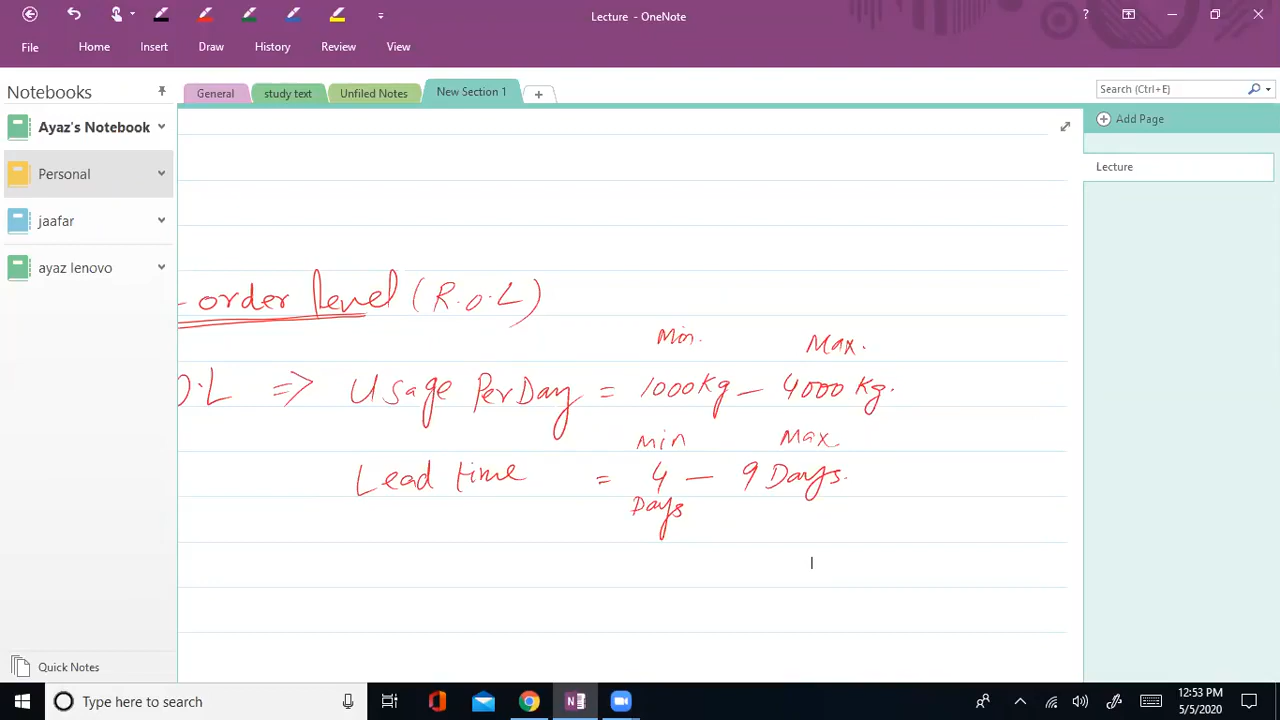 Lecture - OneNote
File Home Insert Draw History Review View
Notebooks
General study text Unfiled Notes New Section 1
Search (Ctrl+E)
Ayaz's Notebook
Add Page
Personal
Lecture
jaafar
ayaz lenovo
- order level (R.O.L)
Min. Max.
O.L => Usage Per Day = 1000 Kg - 4000 Kg.
Min Max
Lead time = 4 - 9 Days.
Days
Quick Notes
Type here to search
12:53 PM
5/5/2020